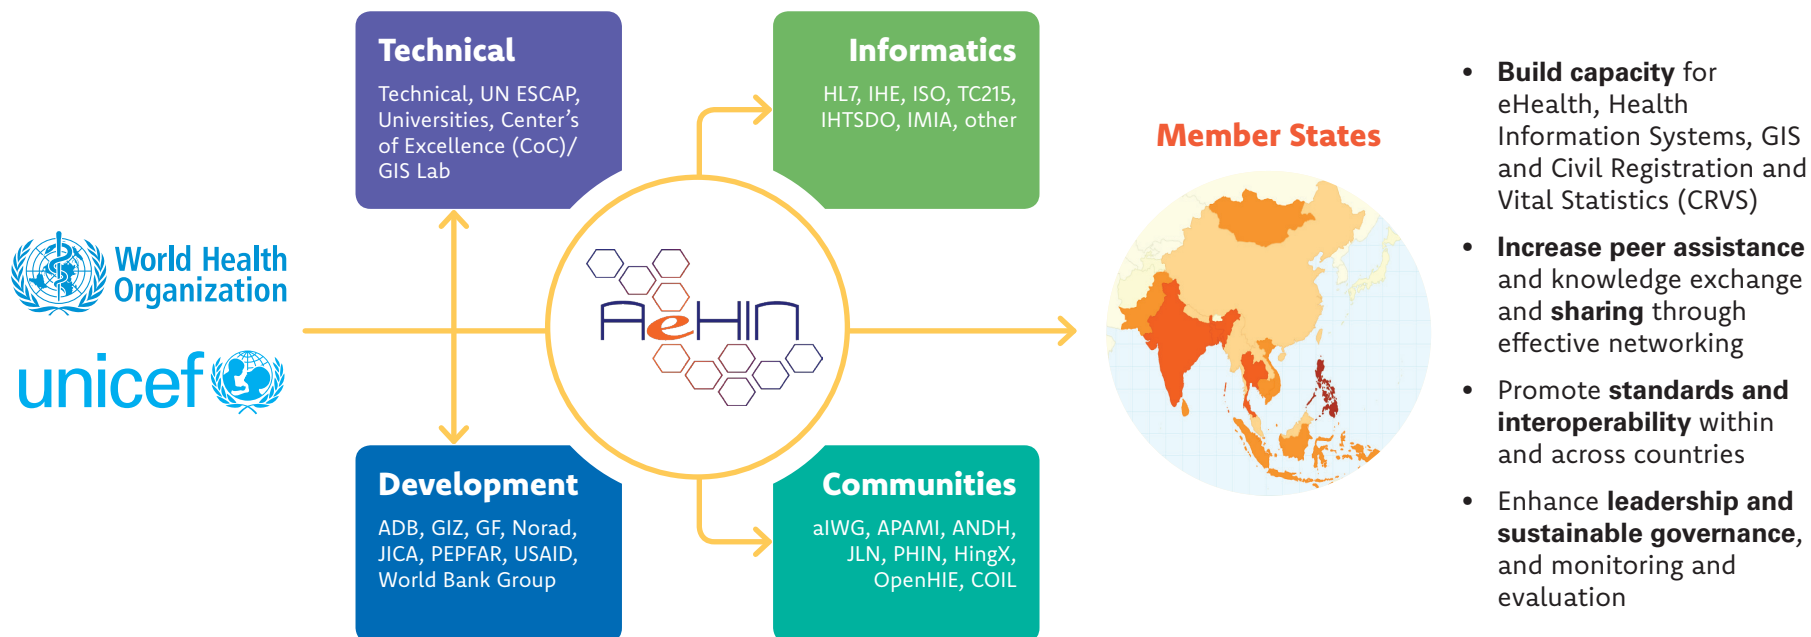 World Health
Organization
unicef
Technical
Technical, UN ESCAP,
Universities, Center’s
of Excellence (CoC)/
GIS Lab
Informatics
HL7, IHE, ISO, TC215,
IHTSDO, IMIA, other
AeHIN
Development
ADB, GIZ, GF, Norad,
JICA, PEPFAR, USAID,
World Bank Group
Communities
aIWG, APAMI, ANDH,
JLN, PHIN, HingX,
OpenHIE, COIL
Member States
• Build capacity for
eHealth, Health
Information Systems, GIS
and Civil Registration and
Vital Statistics (CRVS)
• Increase peer assistance
and knowledge exchange
and sharing through
effective networking
• Promote standards and
interoperability within
and across countries
• Enhance leadership and
sustainable governance,
and monitoring and
evaluation